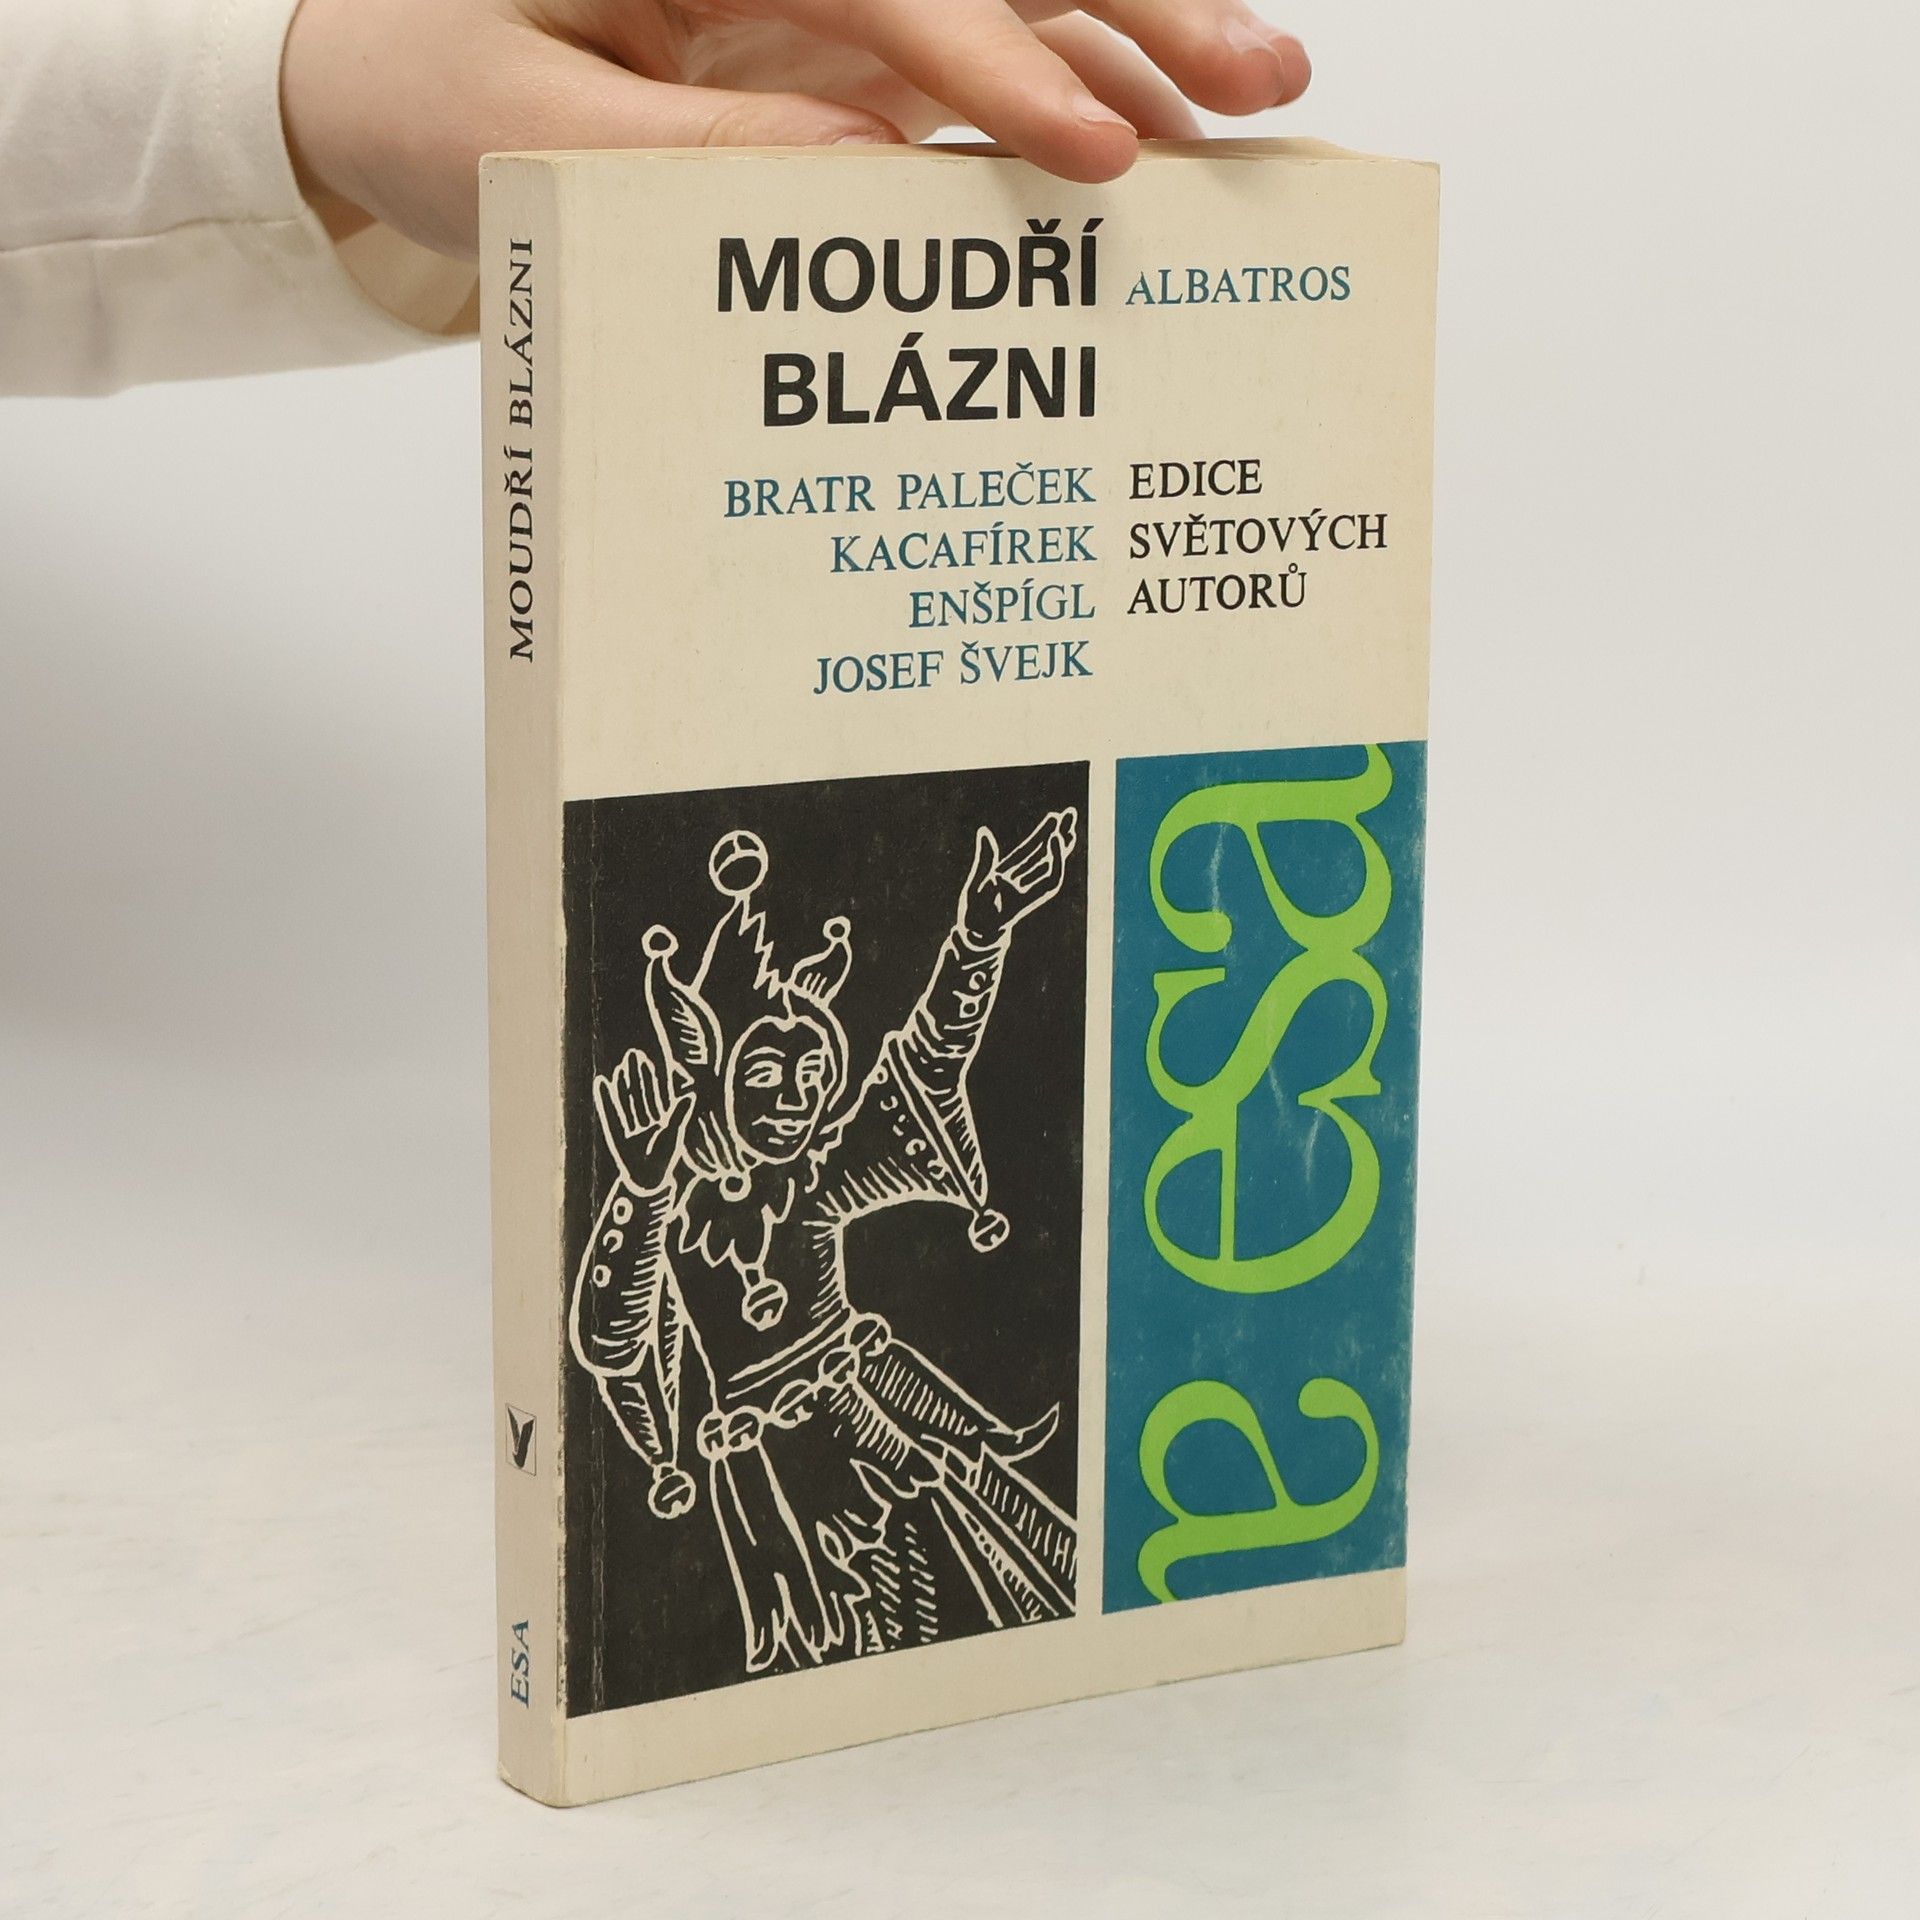 MOUDŘÍ BLÁZNI
ESA
MOUDŘÍ
BLÁZNI
ALBATROS
BRATR PALEČEK
KACAFÍREK
ENŠPÍGL
JOSEF ŠVEJK
EDICE
SVĚTOVÝCH
AUTORŮ
a esa